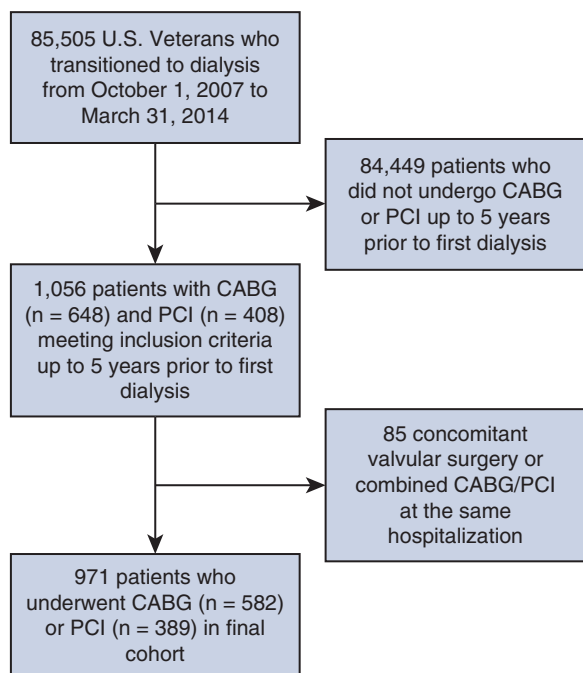 85,505 U.S. Veterans who
transitioned to dialysis
from October 1, 2007 to
March 31, 2014
84,449 patients who
did not undergo CABG
or PCI up to 5 years
prior to first dialysis
1,056 patients with CABG
(n = 648) and PCI (n = 408)
meeting inclusion criteria
up to 5 years prior to first
dialysis
85 concomitant
valvular surgery or
combined CABG/PCI
at the same
hospitalization
971 patients who
underwent CABG (n = 582)
or PCI (n = 389) in final
cohort